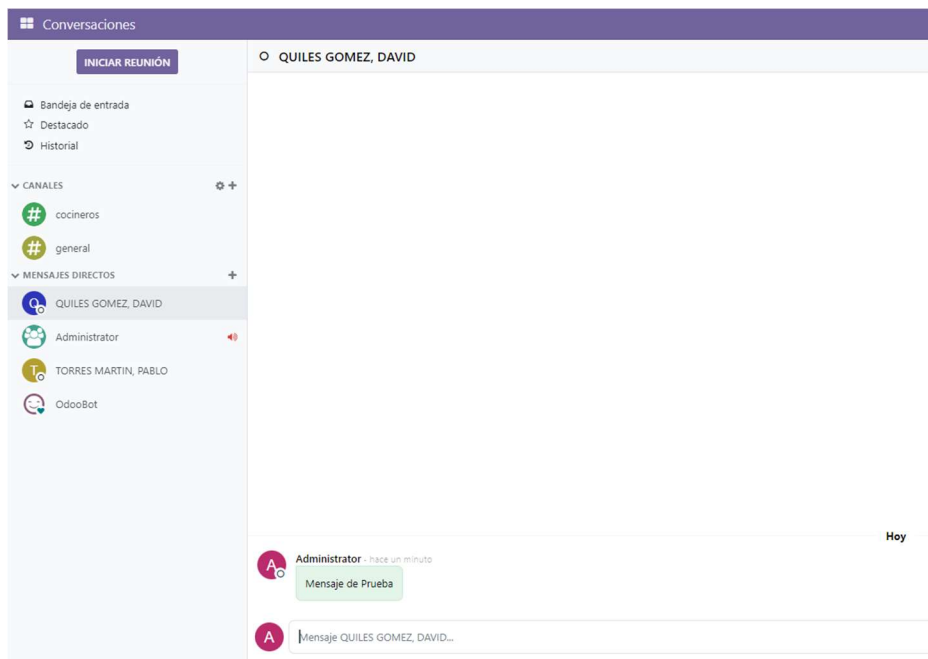 Conversaciones
INICIAR REUNIÓN
QUILES GOMEZ, DAVID
Bandeja de entrada
Destacado
Historial
CANALES
cocineros
general
MENSAJES DIRECTOS
Q QUILES GOMEZ, DAVID
Administrator
T TORRES MARTIN, PABLO
OdooBot
Hoy
A Administrator - hace un minuto
Mensaje de Prueba
A Mensaje QUILES GOMEZ, DAVID...